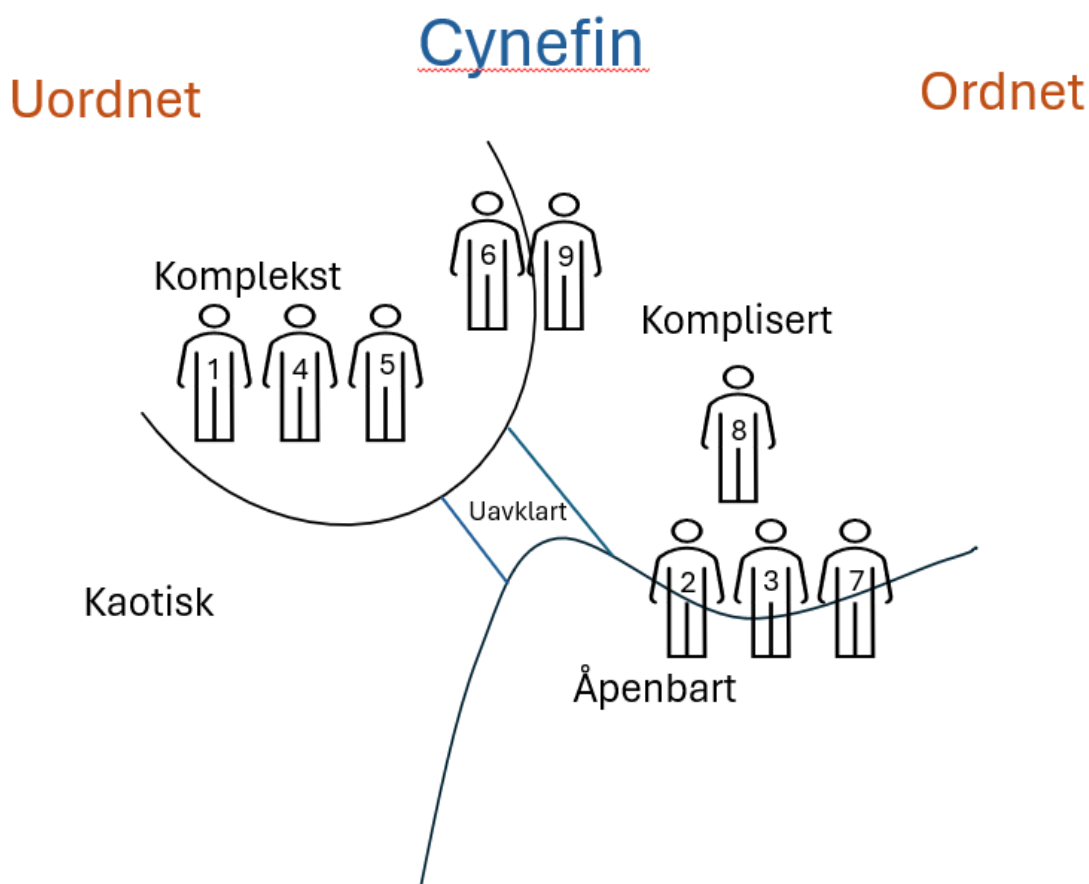 Cynefin
Uordnet
Ordnet
6 9
Komplekst
Komplisert
1 4 5
8
Uavklart
2 3 7
Kaotisk
Åpenbart